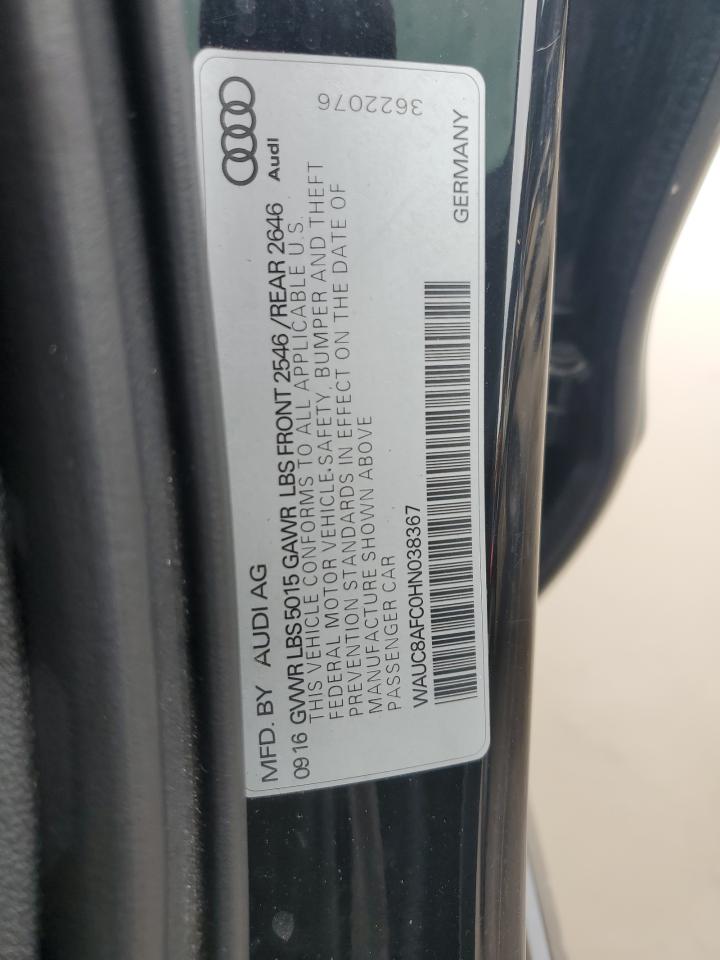 MFD. BY AUDI AG
Audi
09 16 GVWR LBS 5015 GAWR LBS FRONT 2546 /REAR 2646
THIS VEHICLE CONFORMS TO ALL APPLICABLE U.S.
FEDERAL MOTOR VEHICLE SAFETY, BUMPER AND THEFT
PREVENTION STANDARDS IN EFFECT ON THE DATE OF
MANUFACTURE SHOWN ABOVE
3622076
PASSENGER CAR
WAUC8AFC0HN038367
GERMANY